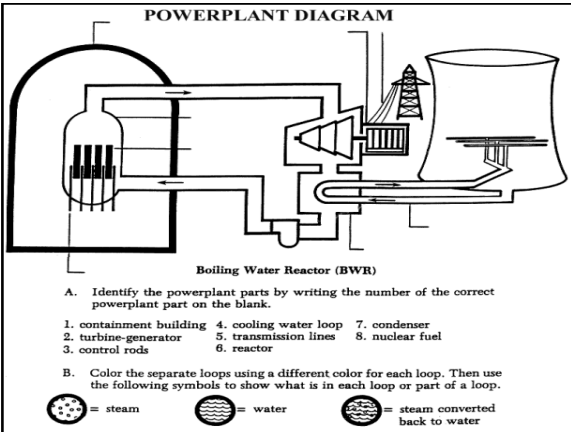 POWERPLANT DIAGRAM
Boiling Water Reactor (BWR)
A. Identify the powerplant parts by writing the number of the correct
powerplant part on the blank.
1. containment building 4. cooling water loop 7. condenser
2. turbine-generator 5. transmission lines 8. nuclear fuel
3. control rods 6. reactor
B. Color the separate loops using a different color for each loop. Then use
the following symbols to show what is in each loop or part of a loop.
= steam = water = steam converted
back to water